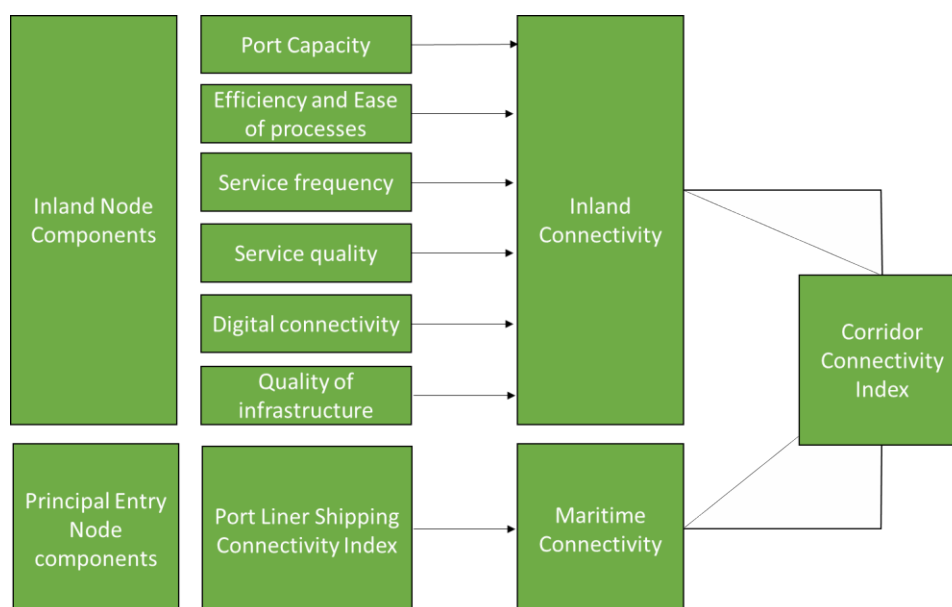 Inland Node
Components
Port Capacity
Efficiency and Ease
of processes
Service frequency
Service quality
Digital connectivity
Quality of
infrastructure
Inland
Connectivity
Corridor
Connectivity
Index
Principal Entry
Node
components
Port Liner Shipping
Connectivity Index
Maritime
Connectivity